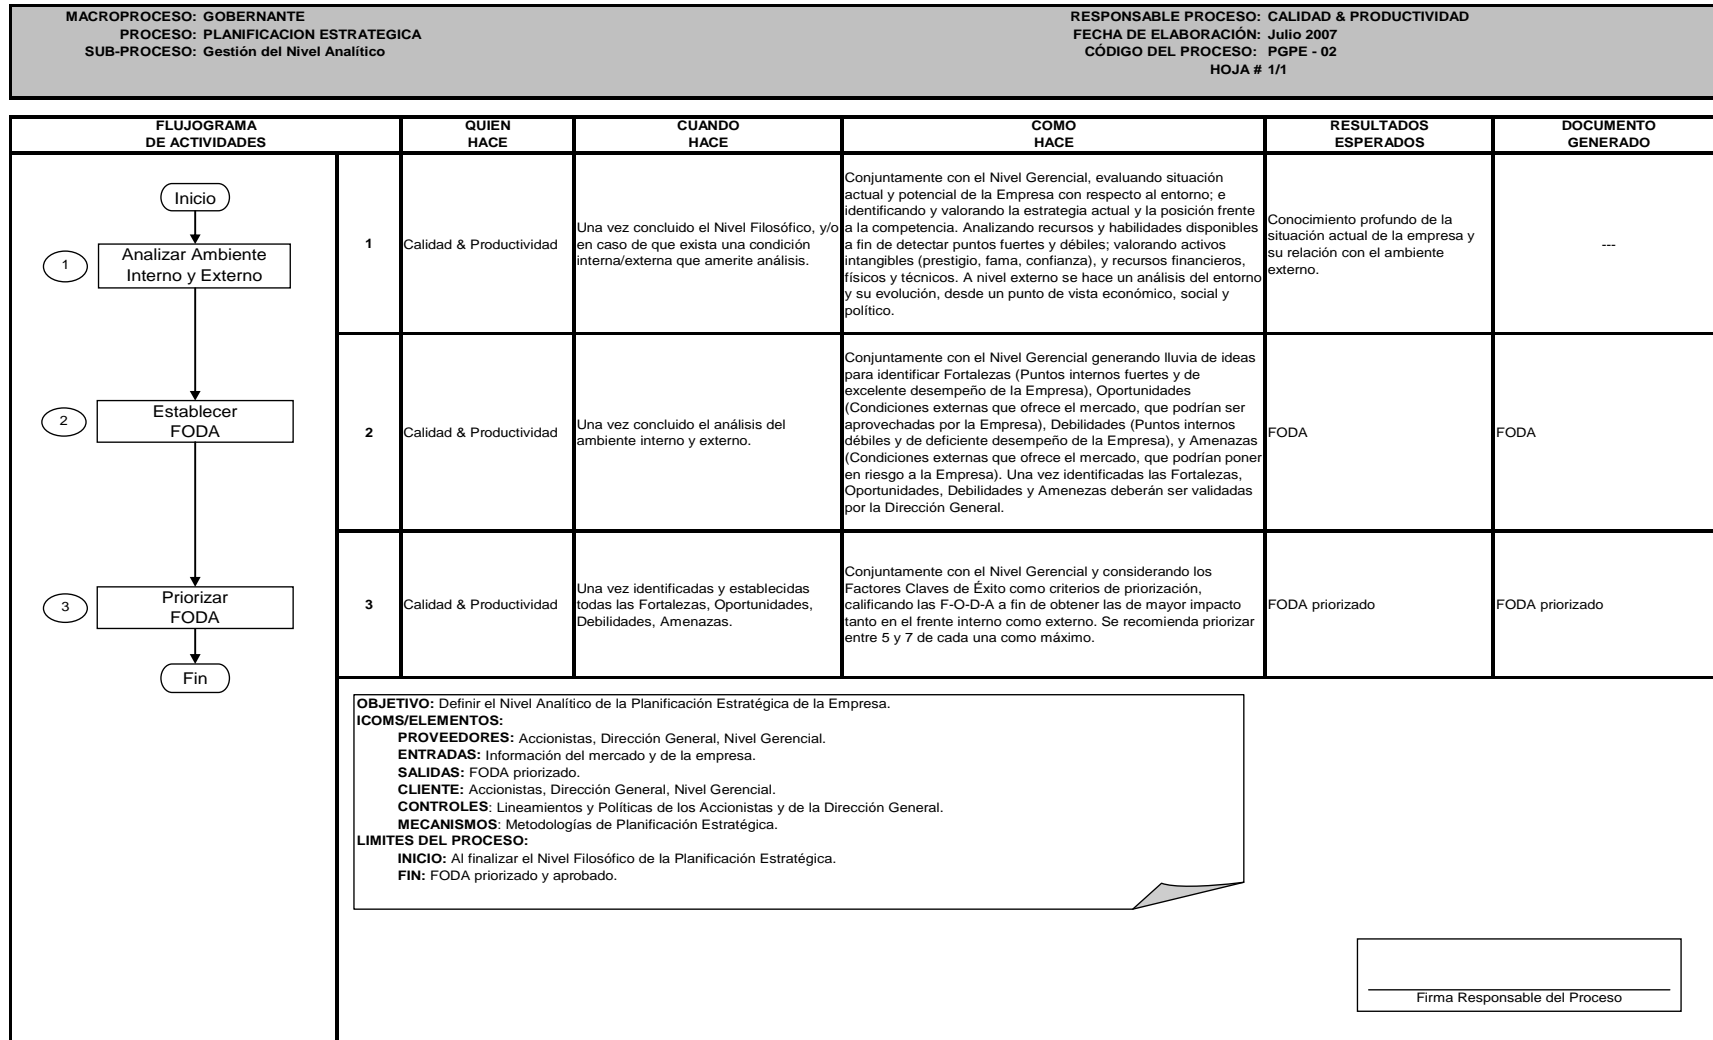 MACROPROCESO: GOBERNANTE
PROCESO: PLANIFICACION ESTRATEGICA
SUB-PROCESO: Gestión del Nivel Analítico
RESPONSABLE PROCESO: CALIDAD & PRODUCTIVIDAD
FECHA DE ELABORACIÓN: Julio 2007
CÓDIGO DEL PROCESO: PGPE - 02
HOJA # 1/1
FLUJOGRAMA
DE ACTIVIDADES
QUIEN
HACE
CUANDO
HACE
COMO
HACE
RESULTADOS
ESPERADOS
DOCUMENTO
GENERADO
Inicio
1
Analizar Ambiente
Interno y Externo
1
Calidad & Productividad
Una vez concluido el Nivel Filosófico, y/o
en caso de que exista una condición
interna/externa que amerite análisis.
Conjuntamente con el Nivel Gerencial, evaluando situación
actual y potencial de la Empresa con respecto al entorno; e
identificando y valorando la estrategia actual y la posición frente
a la competencia. Analizando recursos y habilidades disponibles
a fin de detectar puntos fuertes y débiles; valorando activos
intangibles (prestigio, fama, confianza), y recursos financieros,
físicos y técnicos. A nivel externo se hace un análisis del entorno
y su evolución, desde un punto de vista económico, social y
político.
Conocimiento profundo de la
situación actual de la empresa y
su relación con el ambiente
externo.
---
2
Establecer
FODA
2
Calidad & Productividad
Una vez concluido el análisis del
ambiente interno y externo.
Conjuntamente con el Nivel Gerencial generando lluvia de ideas
para identificar Fortalezas (Puntos internos fuertes y de
excelente desempeño de la Empresa), Oportunidades
(Condiciones externas que ofrece el mercado, que podrían ser
aprovechadas por la Empresa), Debilidades (Puntos internos
débiles y de deficiente desempeño de la Empresa), y Amenazas
(Condiciones externas que ofrece el mercado, que podrían poner
en riesgo a la Empresa). Una vez identificadas las Fortalezas,
Oportunidades, Debilidades y Amenezas deberán ser validadas
por la Dirección General.
FODA
FODA
3
Priorizar
FODA
3
Calidad & Productividad
Una vez identificadas y establecidas
todas las Fortalezas, Oportunidades,
Debilidades, Amenazas.
Conjuntamente con el Nivel Gerencial y considerando los
Factores Claves de Éxito como criterios de priorización,
calificando las F-O-D-A a fin de obtener las de mayor impacto
tanto en el frente interno como externo. Se recomienda priorizar
entre 5 y 7 de cada una como máximo.
FODA priorizado
FODA priorizado
Fin
OBJETIVO: Definir el Nivel Analítico de la Planificación Estratégica de la Empresa.
ICOMS/ELEMENTOS:
PROVEEDORES: Accionistas, Dirección General, Nivel Gerencial.
ENTRADAS: Información del mercado y de la empresa.
SALIDAS: FODA priorizado.
CLIENTE: Accionistas, Dirección General, Nivel Gerencial.
CONTROLES: Lineamientos y Políticas de los Accionistas y de la Dirección General.
MECANISMOS: Metodologías de Planificación Estratégica.
LIMITES DEL PROCESO:
INICIO: Al finalizar el Nivel Filosófico de la Planificación Estratégica.
FIN: FODA priorizado y aprobado.
Firma Responsable del Proceso